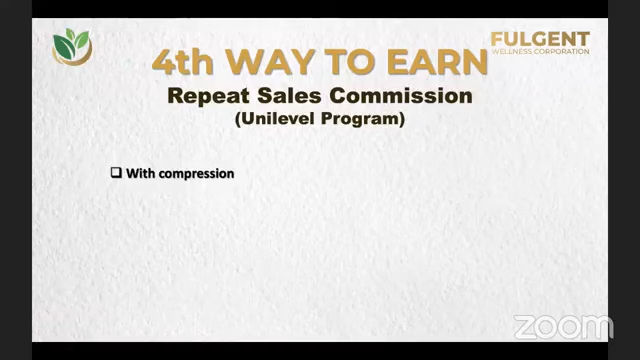 4th WAY TO EARN
FULGENT
WELLNESS CORPORATION
Repeat Sales Commission
(Unilevel Program)
❑ With compression
zoom